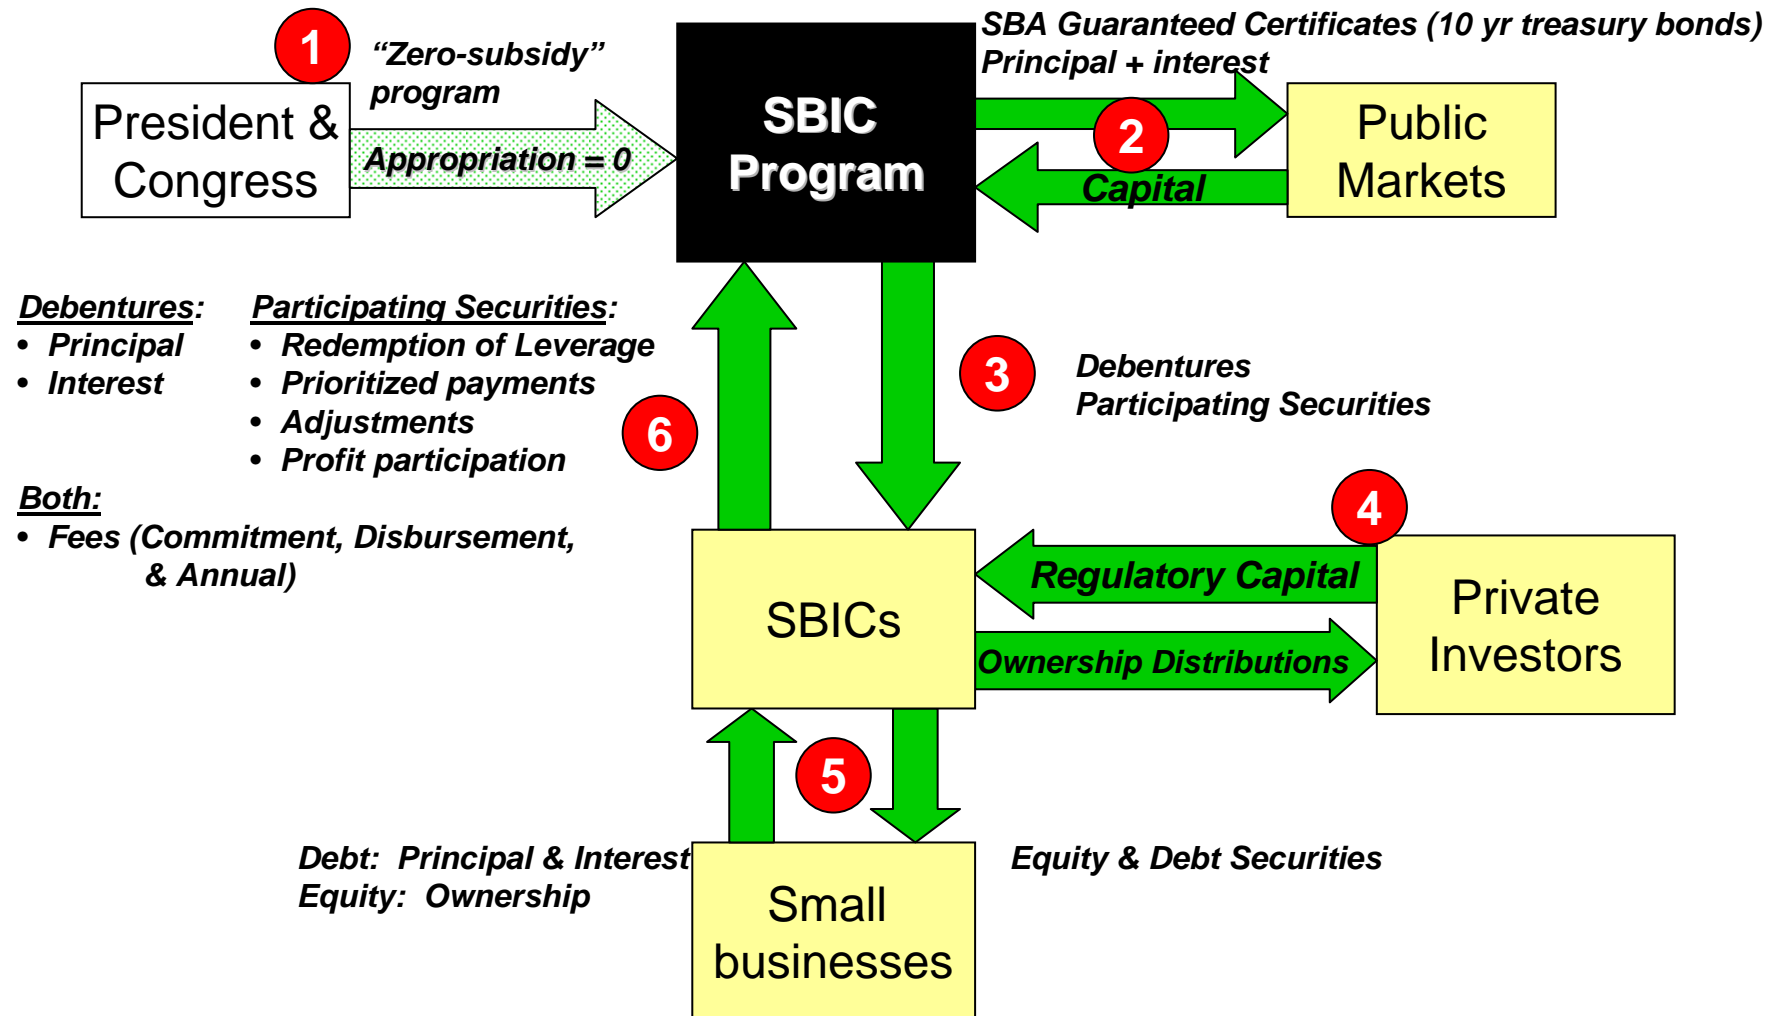 1
“Zero-subsidy”
program
President &
Congress
Appropriation = 0
SBIC
Program
SBA Guaranteed Certificates (10 yr treasury bonds)
Principal + interest
2
Capital
Public
Markets
Debentures:
• Principal
• Interest
Participating Securities:
• Redemption of Leverage
• Prioritized payments
• Adjustments
• Profit participation
Both:
• Fees (Commitment, Disbursement,
& Annual)
6
3
Debentures
Participating Securities
4
Regulatory Capital
Ownership Distributions
Private
Investors
SBICs
5
Debt: Principal & Interest
Equity: Ownership
Equity & Debt Securities
Small
businesses